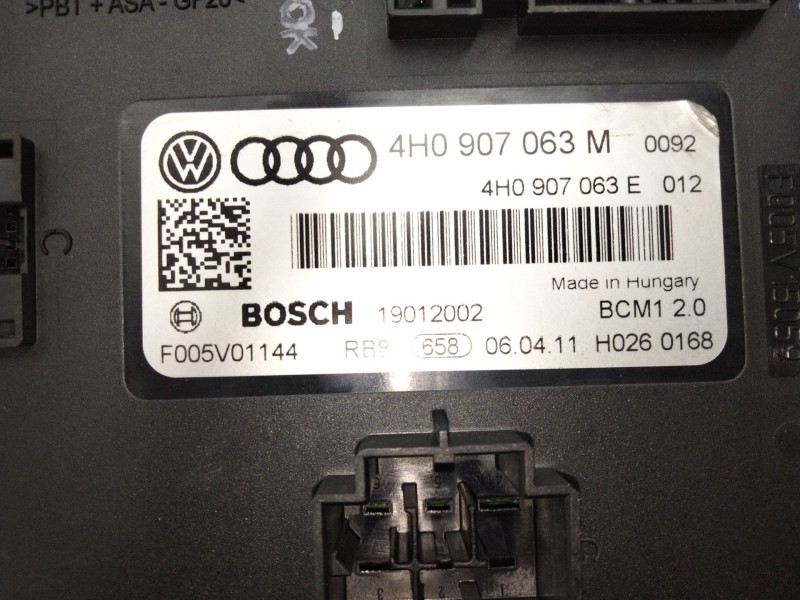 >PBT + ASA - GF20<
OK
4H0 907 063 M 0092
4H0 907 063 E 012
Made in Hungary
BOSCH 19012002 BCM1 2.0
F005V01144 658 06.04.11 H026 0168
C